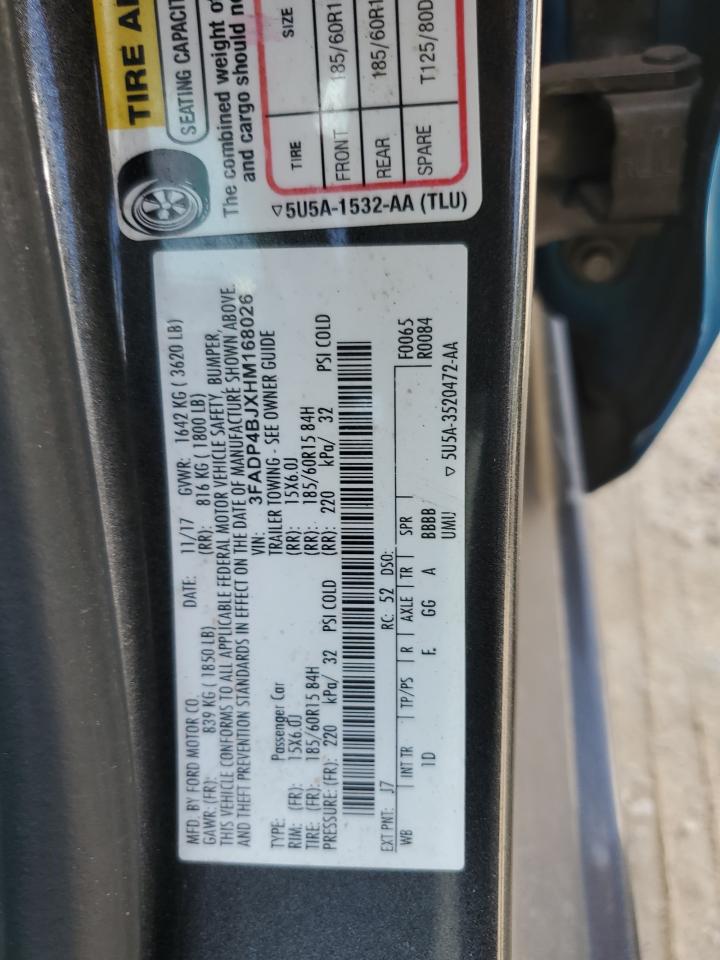 TIRE A
SEATING CAPACIT
The combined weight of
and cargo should n
TIRE SIZE
FRONT 185/60R1
REAR 185/60R1
SPARE T125/80D
5U5A-1532-AA (TLU)
MFD. BY FORD MOTOR CO. DATE: 11/17 GVWR: 1642 KG ( 3620 LB)
GAWR: (FR): 839 KG ( 1850 LB) (RR): 816 KG ( 1800 LB)
THIS VEHICLE CONFORMS TO ALL APPLICABLE FEDERAL MOTOR VEHICLE SAFETY, BUMPER,
AND THEFT PREVENTION STANDARDS IN EFFECT ON THE DATE OF MANUFACTURE SHOWN ABOVE.
VIN: 3FADP4BJXHM168026
TYPE: Passenger Car TRAILER TOWING - SEE OWNER GUIDE
RIM: (FR): 15X6.0J (RR): 15X6.0J
TIRE: (FR): 185/60R15 84H (RR): 185/60R15 84H
PRESSURE: (FR): 220 kPa/ 32 PSI COLD (RR): 220 kPa/ 32 PSI COLD
EXT PNT: J7 RC: 52 DSO: F0065
WB INT TR TP/PS R AXLE TR SPR R0084
1D E. GG A BBBB
UMU 5U5A-3520472-AA